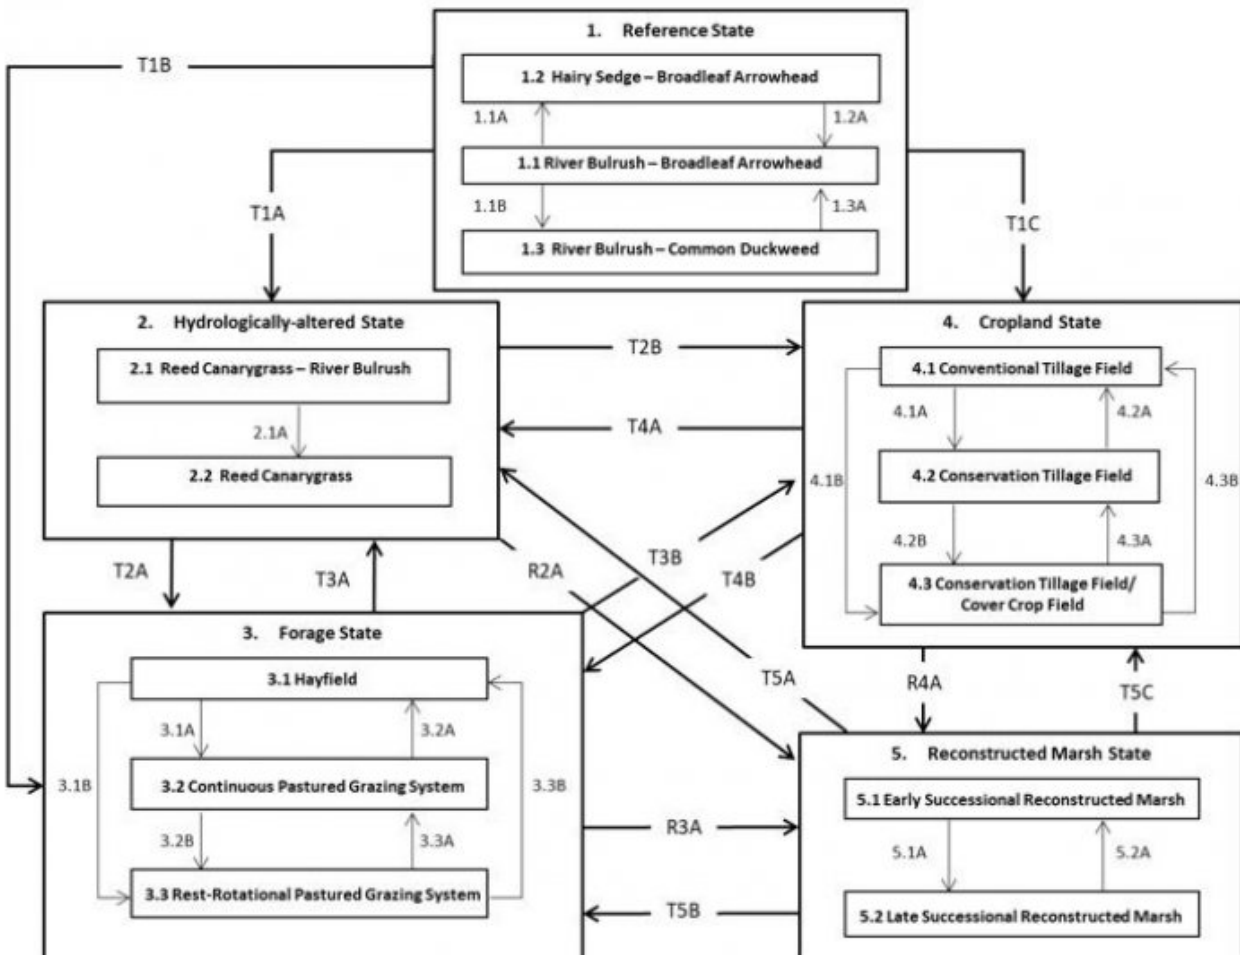 1. Reference State
T1B
1.2 Hairy Sedge – Broadleaf Arrowhead
1.1A
1.2A
1.1 River Bulrush – Broadleaf Arrowhead
1.1B
1.3A
T1A
T1C
1.3 River Bulrush – Common Duckweed
2. Hydrologically-altered State
2.1 Reed Canarygrass – River Bulrush
2.1A
2.2 Reed Canarygrass
T2B
T4A
4. Cropland State
4.1 Conventional Tillage Field
4.1A
4.2A
4.2 Conservation Tillage Field
4.1B
4.3B
4.2B
4.3A
4.3 Conservation Tillage Field/
Cover Crop Field
T2A
T3A
R2A
T3B
T4B
T5A
R4A
T5C
3. Forage State
3.1 Hayfield
3.1A
3.2A
3.2 Continuous Pastured Grazing System
3.1B
3.3B
3.2B
3.3A
3.3 Rest-Rotational Pastured Grazing System
R3A
T5B
5. Reconstructed Marsh State
5.1 Early Successional Reconstructed Marsh
5.1A
5.2A
5.2 Late Successional Reconstructed Marsh